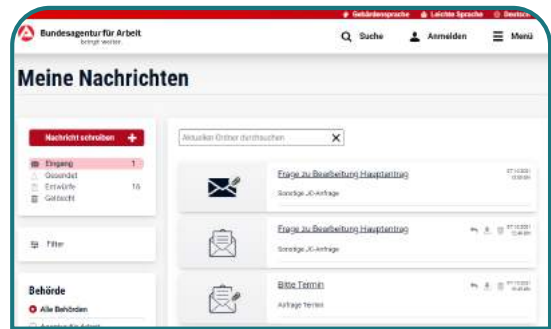 Gebärdensprache Leichte Sprache Deutsch
Bundesagentur für Arbeit
bringt weiter.
Suche Anmelden Menü
Meine Nachrichten
Nachricht schreiben +
Eingang 1
Gesendet
Entwürfe 16
Gelöscht
Filter
Behörde
Alle Behörden
Aktuellen Ordner durchsuchen X
Frage zu Bearbeitung Hauptantrag
Sonstige JC-Anfrage
Frage zu Bearbeitung Hauptantrag
Sonstige JC-Anfrage
Bitte Termin
Anfrage Termin